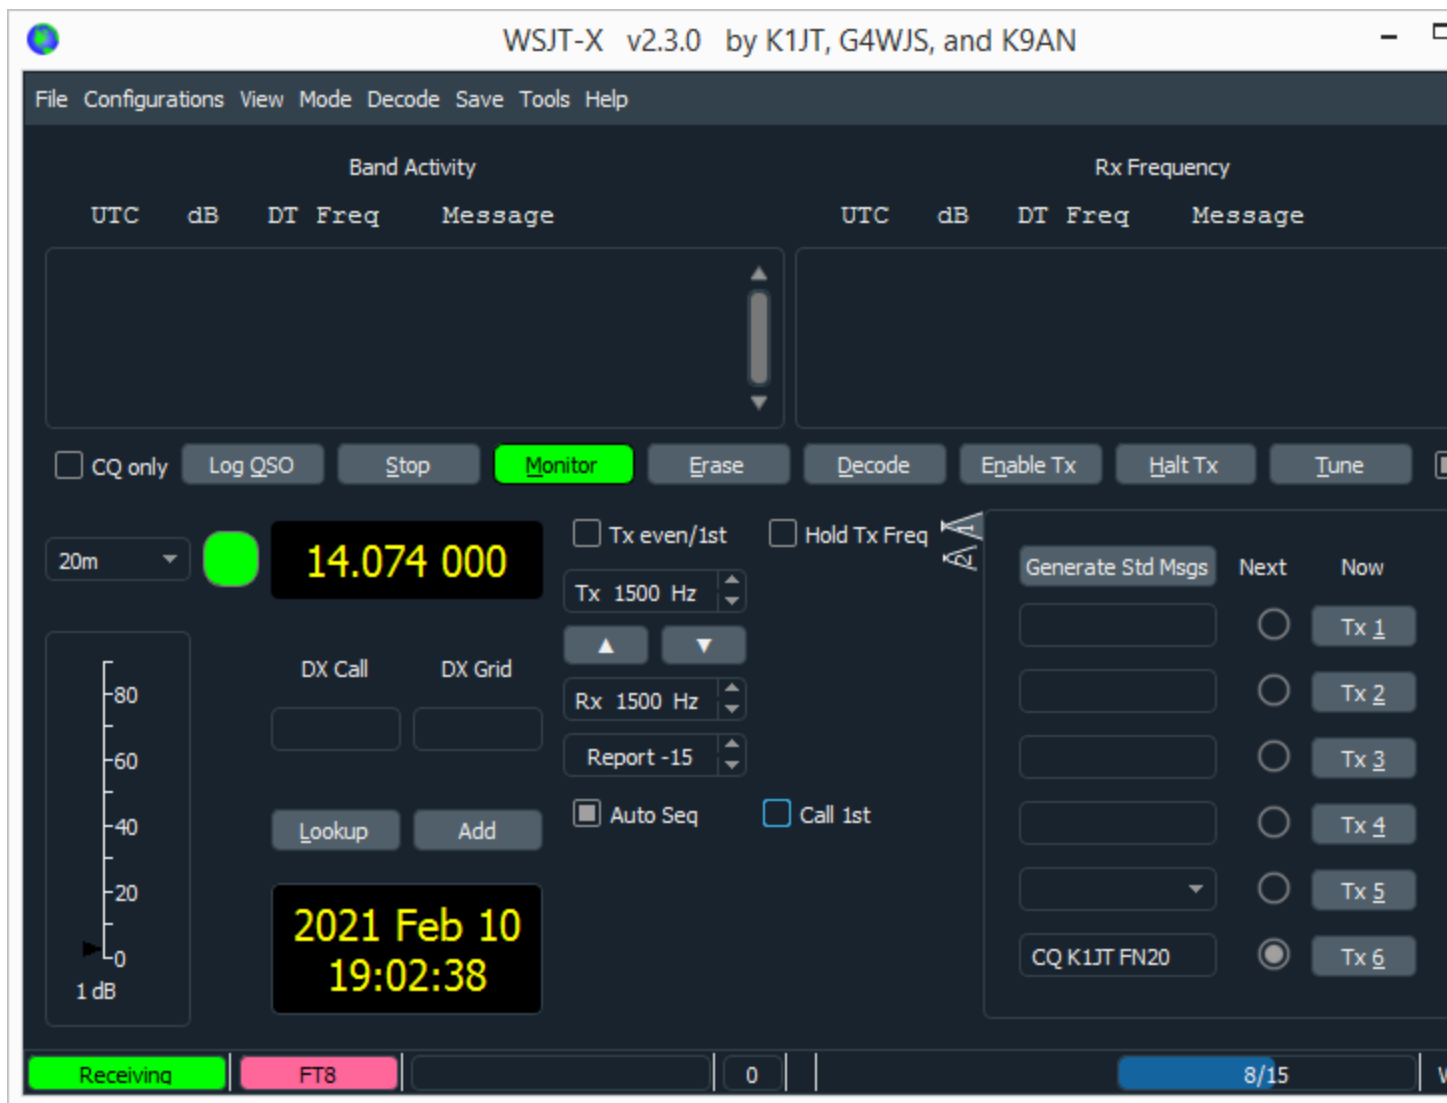 WSJT-X v2.3.0 by K1JT, G4WJS, and K9AN
File Configurations View Mode Decode Save Tools Help
Band Activity
Rx Frequency
UTC dB DT Freq Message
UTC dB DT Freq Message
CQ only Log QSO Stop Monitor Erase Decode Enable Tx Halt Tx Tune
20m
14.074 000
Tx even/1st
Hold Tx Freq
Tx 1500 Hz
Rx 1500 Hz
Report -15
Auto Seq
Call 1st
DX Call DX Grid
Lookup Add
2021 Feb 10
19:02:38
80
60
40
20
0
1 dB
1
2
Generate Std Msgs Next Now
Tx 1
Tx 2
Tx 3
Tx 4
Tx 5
CQ K1JT FN20 Tx 6
Receiving FT8 0 8/15